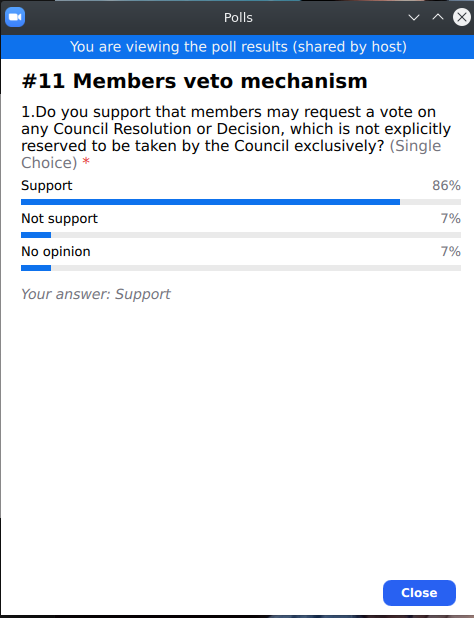 Polls
You are viewing the poll results (shared by host)
#11 Members veto mechanism
1.Do you support that members may request a vote on
any Council Resolution or Decision, which is not explicitly
reserved to be taken by the Council exclusively? (Single
Choice) *
Support 86%
Not support 7%
No opinion 7%
Your answer: Support
Close